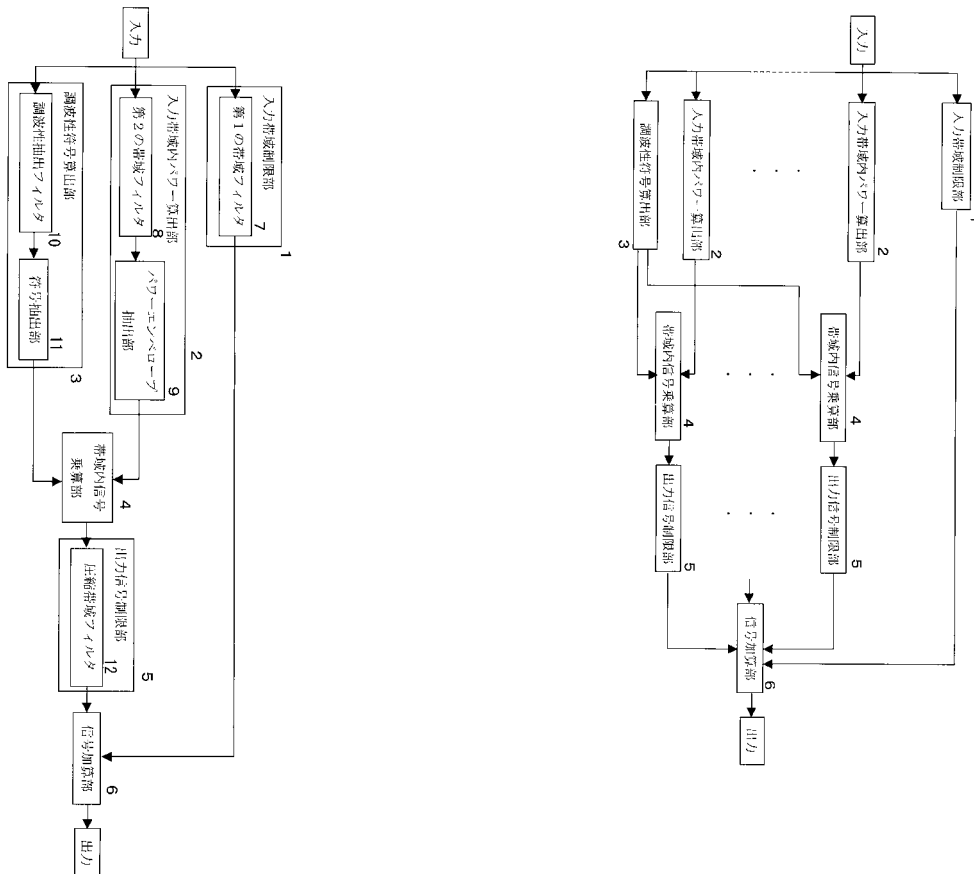 入力
入力帯域制限部
第1の帯域フィルタ
7
1
入力帯域内パワー算出部
第2の帯域フィルタ
8
パワーエンベロープ
抽出部
9
2
調波性符号算出部
調波性抽出フィルタ
10
符号抽出部
11
3
帯域内信号
乗算部
4
出力信号制限部
圧縮帯域フィルタ
12
5
信号加算部
6
出力
入力
入力帯域制限部
入力帯域内パワー算出部
2
・・・
入力帯域内パワー算出部
2
調波性符号算出部
3
帯域内信号乗算部
4
・・・
帯域内信号乗算部
4
出力信号制限部
5
・・・
出力信号制限部
5
信号加算部
6
出力